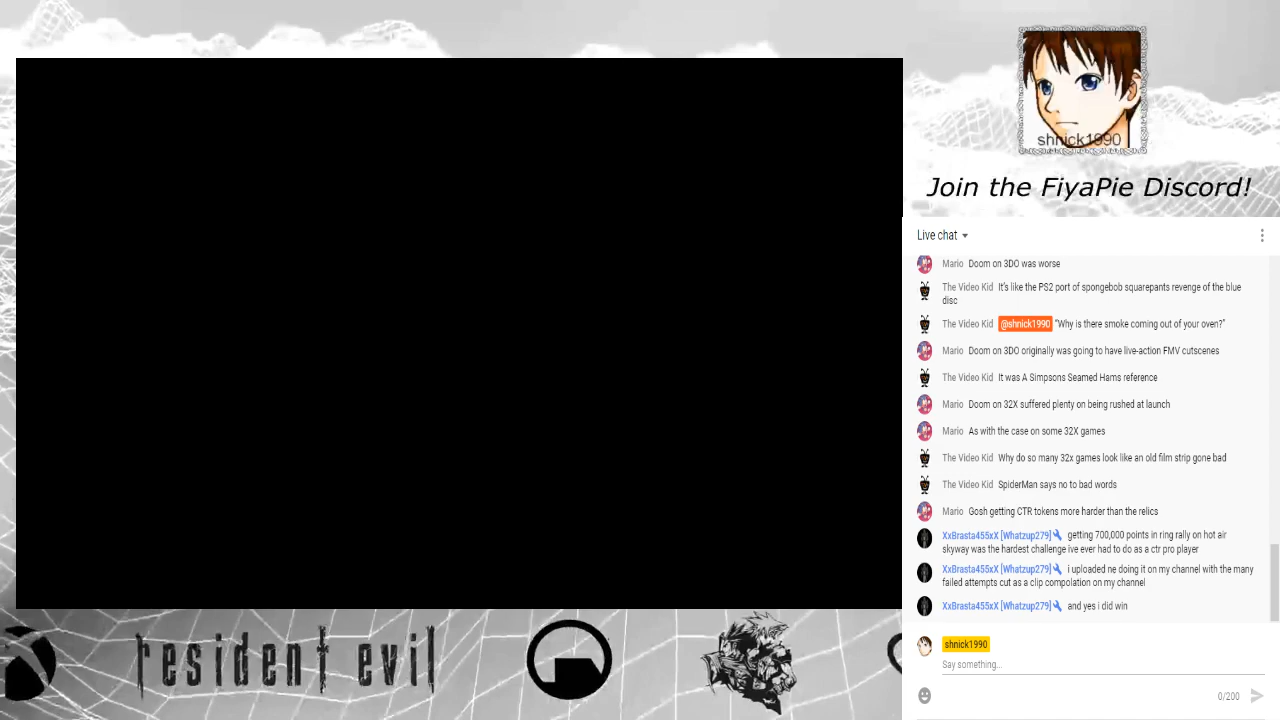 shnick1990
Join the FiyaPie Discord!
Live chat
Mario Doom on 3DO was worse
The Video Kid It's like the PS2 port of spongebob squarepants revenge of the blue
disc
The Video Kid @shnick1990 "Why is there smoke coming out of your oven?"
Mario Doom on 3DO originally was going to have live-action FMV cutscenes
The Video Kid It was A Simpsons Seamed Hams reference
Mario Doom on 32X suffered plenty on being rushed at launch
Mario As with the case on some 32X games
The Video Kid Why do so many 32x games look like an old film strip gone bad
The Video Kid SpiderMan says no to bad words
Mario Gosh getting CTR tokens more harder than the relics
XxBrasta455xX [Whatzup279] getting 700,000 points in ring rally on hot air
skyway was the hardest challenge ive ever had to do as a ctr pro player
XxBrasta455xX [Whatzup279] i uploaded ne doing it on my channel with the many
failed attempts cut as a clip compolation on my channel
XxBrasta455xX [Whatzup279] and yes i did win
shnick1990
Say something...
0/200
resident evil